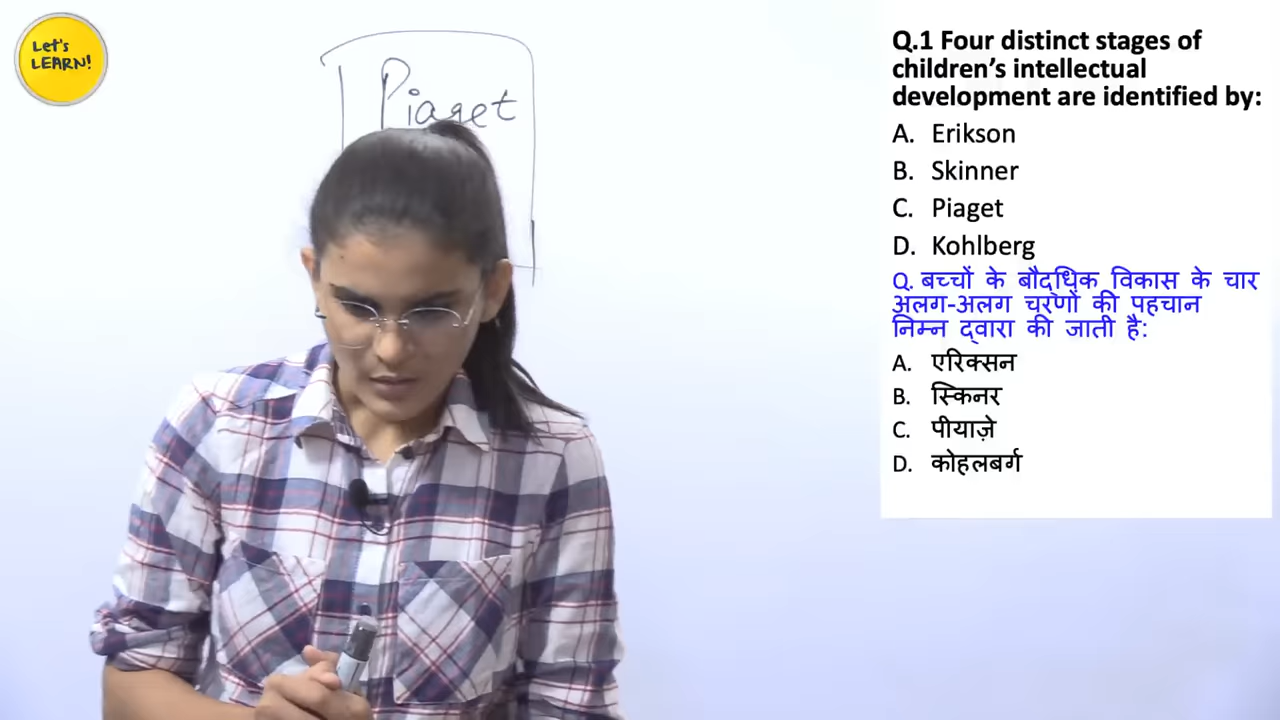 Let's
LEARN!
Piaget
Q.1 Four distinct stages of
children’s intellectual
development are identified by:
A. Erikson
B. Skinner
C. Piaget
D. Kohlberg
Q. बच्चों के बौद्धिक विकास के चार
अलग-अलग चरणों की पहचान
निम्न द्वारा की जाती है:
A. एरिक्सन
B. स्किनर
C. पीयाज़े
D. कोहलबर्ग